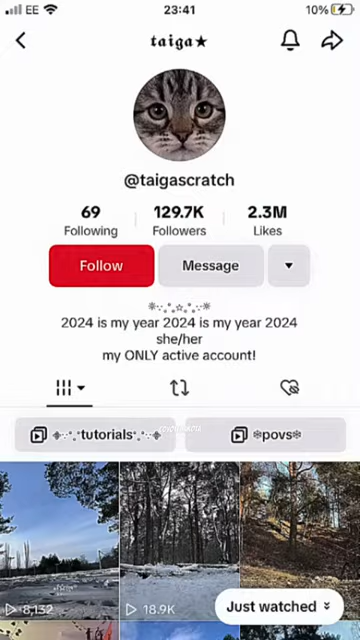 EE 23:41 10%
𝖙𝖆𝖎𝖌𝖆★
@taigascratch
69 129.7K 2.3M
Following Followers Likes
Follow Message
2024 is my year 2024 is my year 2024
she/her
my ONLY active account!
tutorials povs
8,132 18.9K
Just watched